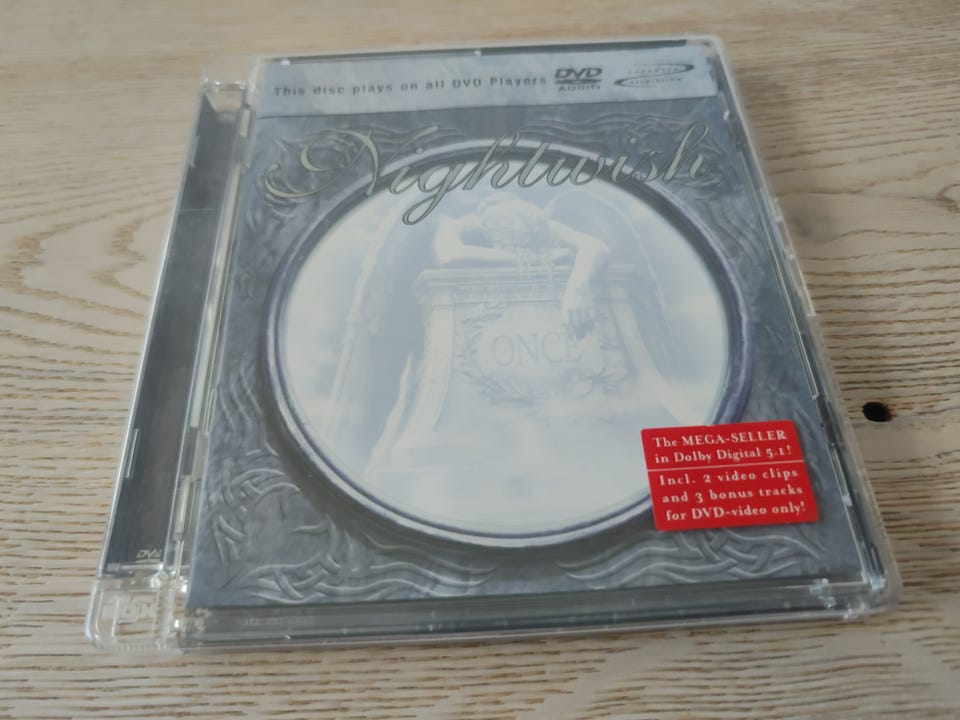 This disc plays on all DVD Players DVD AUDIO
Nightwish
ONCE
The MEGA-SELLER
in Dolby Digital 5.1!
Incl. 2 video clips
and 3 bonus tracks
for DVD-video only!